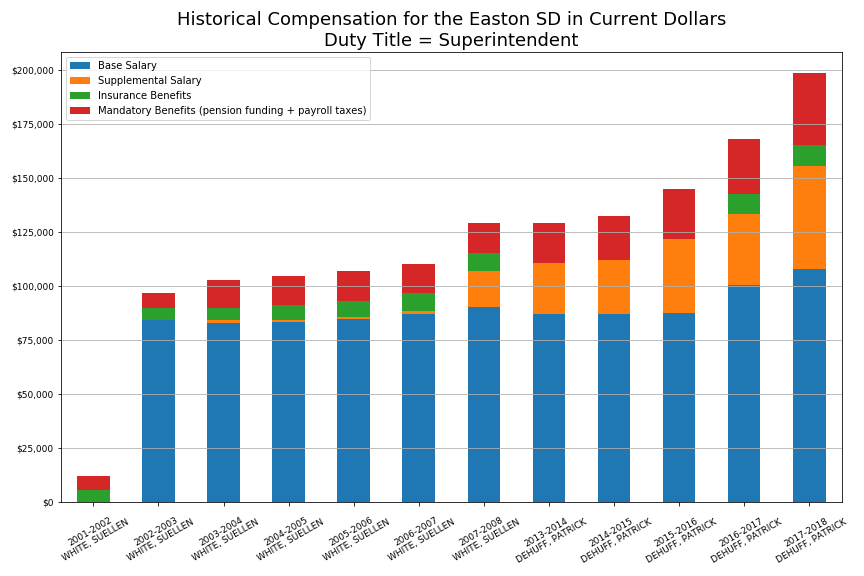 Historical Compensation for the Easton SD in Current Dollars
Duty Title = Superintendent
Base Salary
Supplemental Salary
Insurance Benefits
Mandatory Benefits (pension funding + payroll taxes)
$200,000
$175,000
$150,000
$125,000
$100,000
$75,000
$50,000
$25,000
$0
2001-2002
WHITE, SUELLEN
2002-2003
WHITE, SUELLEN
2003-2004
WHITE, SUELLEN
2004-2005
WHITE, SUELLEN
2005-2006
WHITE, SUELLEN
2006-2007
WHITE, SUELLEN
2007-2008
WHITE, SUELLEN
2013-2014
DEHUFF, PATRICK
2014-2015
DEHUFF, PATRICK
2015-2016
DEHUFF, PATRICK
2016-2017
DEHUFF, PATRICK
2017-2018
DEHUFF, PATRICK